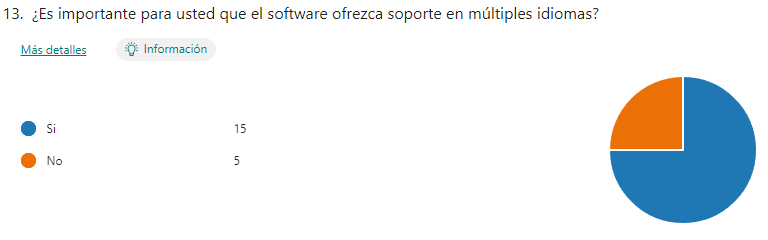 13. ¿Es importante para usted que el software ofrezca soporte en múltiples idiomas?
Más detalles Información
Si 15
No 5